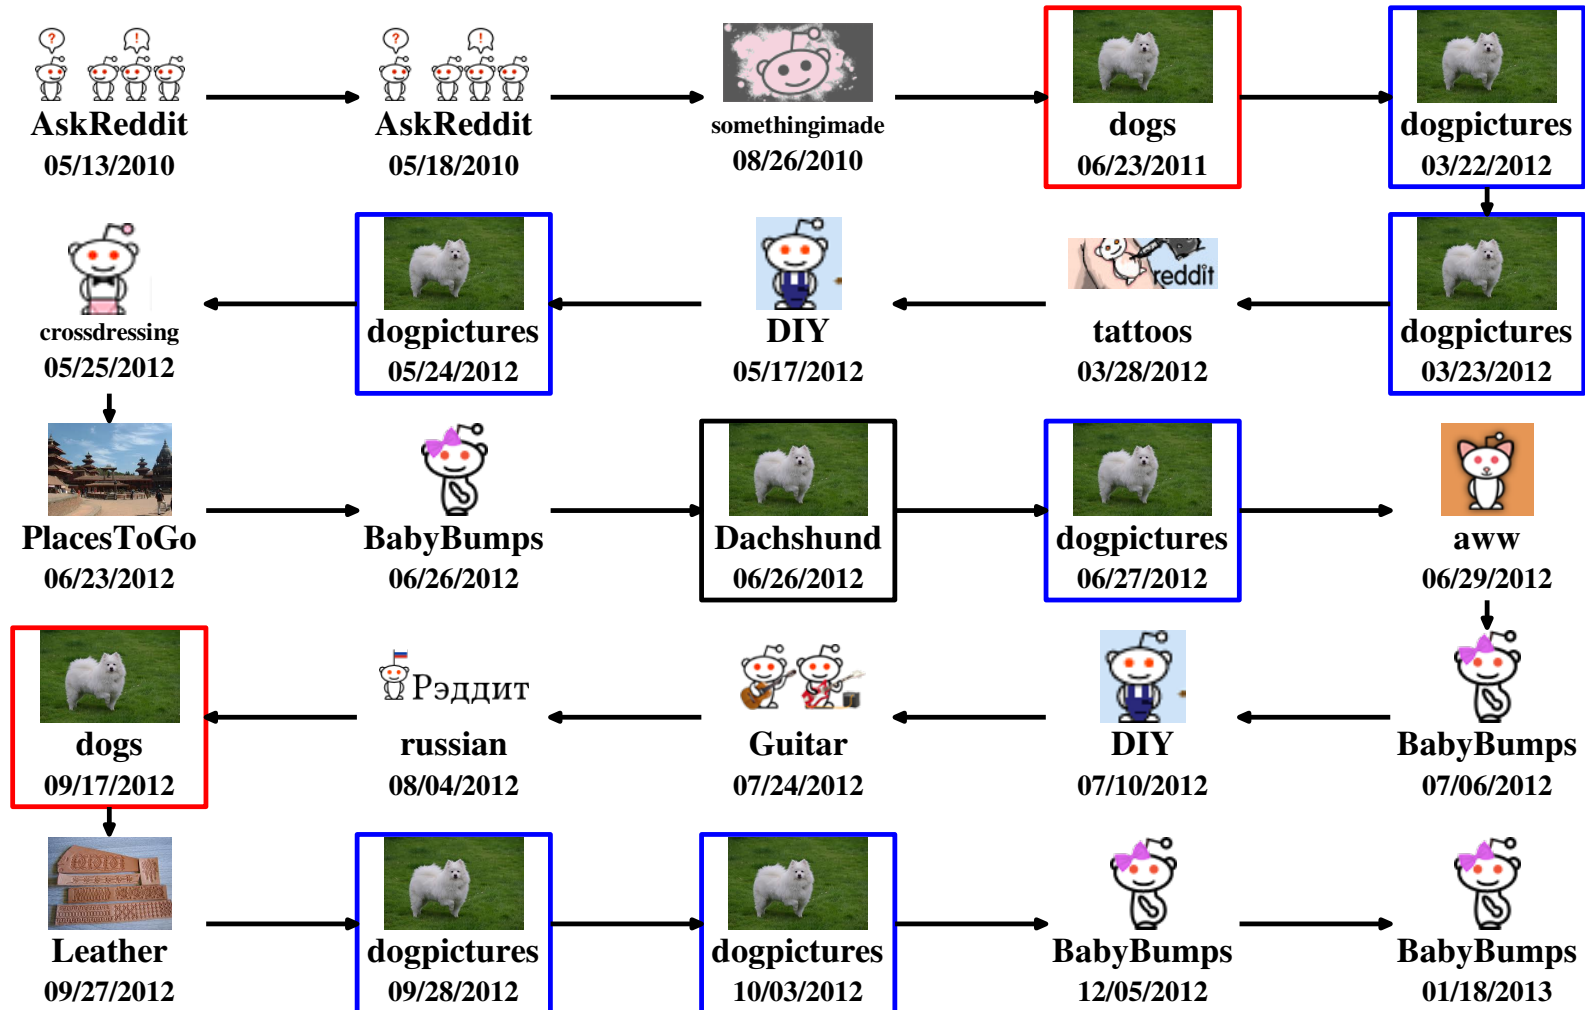 ? !
? !
AskReddit
05/13/2010
AskReddit
05/18/2010
somethingimade
08/26/2010
dogs
06/23/2011
dogpictures
03/22/2012
crossdressing
05/25/2012
dogpictures
05/24/2012
DIY
05/17/2012
reddit
tattoos
03/28/2012
dogpictures
03/23/2012
PlacesToGo
06/23/2012
BabyBumps
06/26/2012
Dachshund
06/26/2012
dogpictures
06/27/2012
aww
06/29/2012
dogs
09/17/2012
Рэддит
russian
08/04/2012
Guitar
07/24/2012
DIY
07/10/2012
BabyBumps
07/06/2012
Leather
09/27/2012
dogpictures
09/28/2012
dogpictures
10/03/2012
BabyBumps
12/05/2012
BabyBumps
01/18/2013